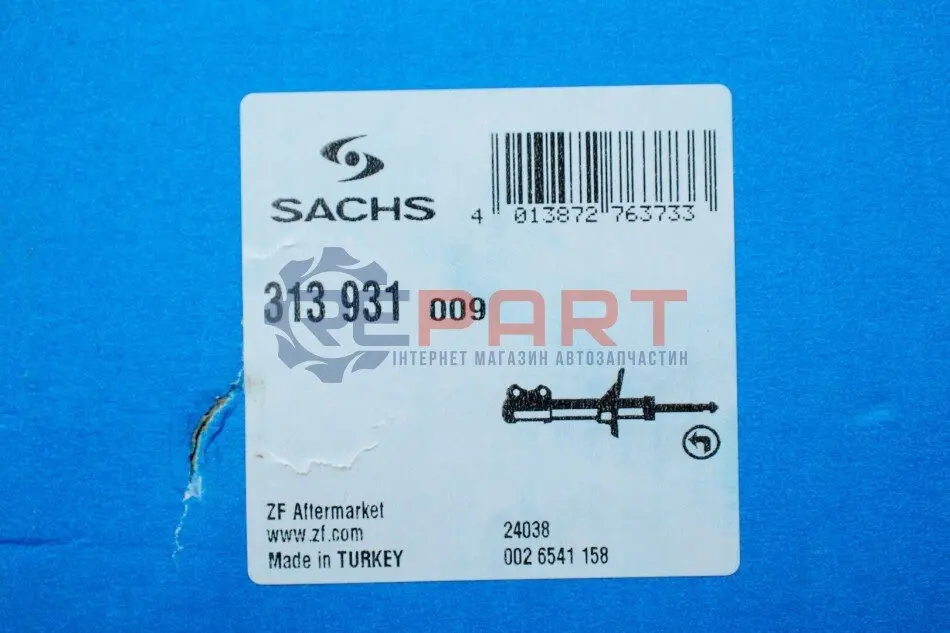 SACHS
4 013872 763733
313 931 009
REPART
ІНТЕРНЕТ МАГАЗИН АВТОЗАПЧАСТИН
ZF Aftermarket
www.zf.com
Made in TURKEY
24038
002 6541 158